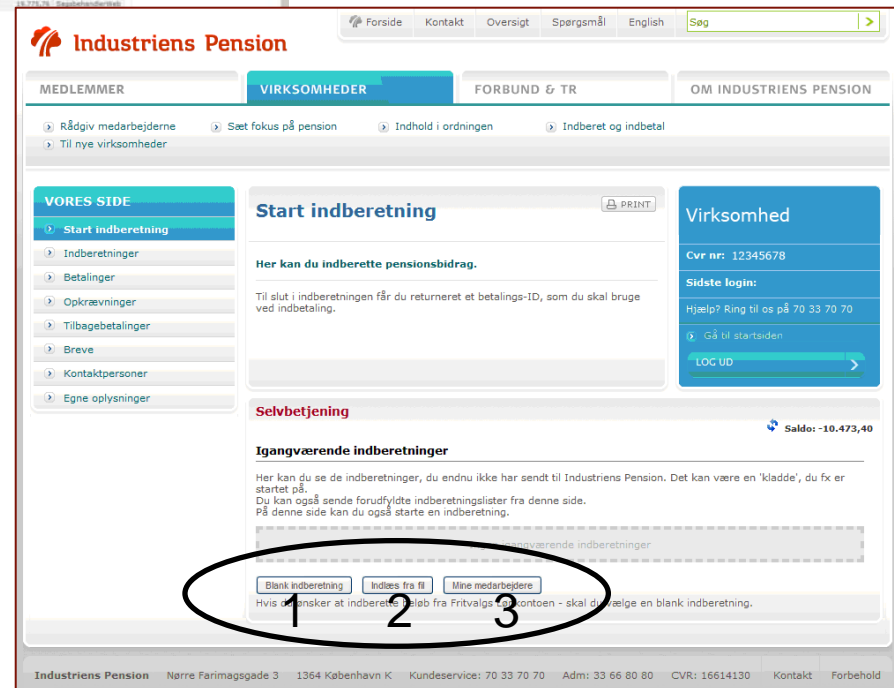 19.775.76 SagsbehandlerWeb
Forside Kontakt Oversigt Spørgsmål English Søg
Industriens Pension
MEDLEMMER VIRKSOMHEDER FORBUND & TR OM INDUSTRIENS PENSION
Rådgiv medarbejderne Sæt fokus på pension Indhold i ordningen Indberet og indbetal
Til nye virksomheder
VORES SIDE
Start indberetning
Indberetninger
Betalinger
Opkrævninger
Tilbagebetalinger
Breve
Kontaktpersoner
Egne oplysninger
Start indberetning
PRINT
Her kan du indberette pensionsbidrag.
Til slut i indberetningen får du returneret et betalings-ID, som du skal bruge
ved indbetaling.
Virksomhed
Cvr nr: 12345678
Sidste login:
Hjælp? Ring til os på 70 33 70 70
Gå til startsiden
LOG UD
Selvbetjening
Saldo: -10.473,40
Igangværende indberetninger
Her kan du se de indberetninger, du endnu ikke har sendt til Industriens Pension. Det kan være en 'kladde', du fx er
startet på.
Du kan også sende forudfyldte indberetningslister fra denne side.
På denne side kan du også starte en indberetning.
igangværende indberetninger
Blank indberetning Indlæs fra fil Mine medarbejdere
1 2 3
Hvis du ønsker at indberette beløb fra Fritvalgs Lønkontoen - skal du vælge en blank indberetning.
Industriens Pension Nørre Farimagsgade 3 1364 København K Kundeservice: 70 33 70 70 Adm: 33 66 80 80 CVR: 16614130 Kontakt Forbehold